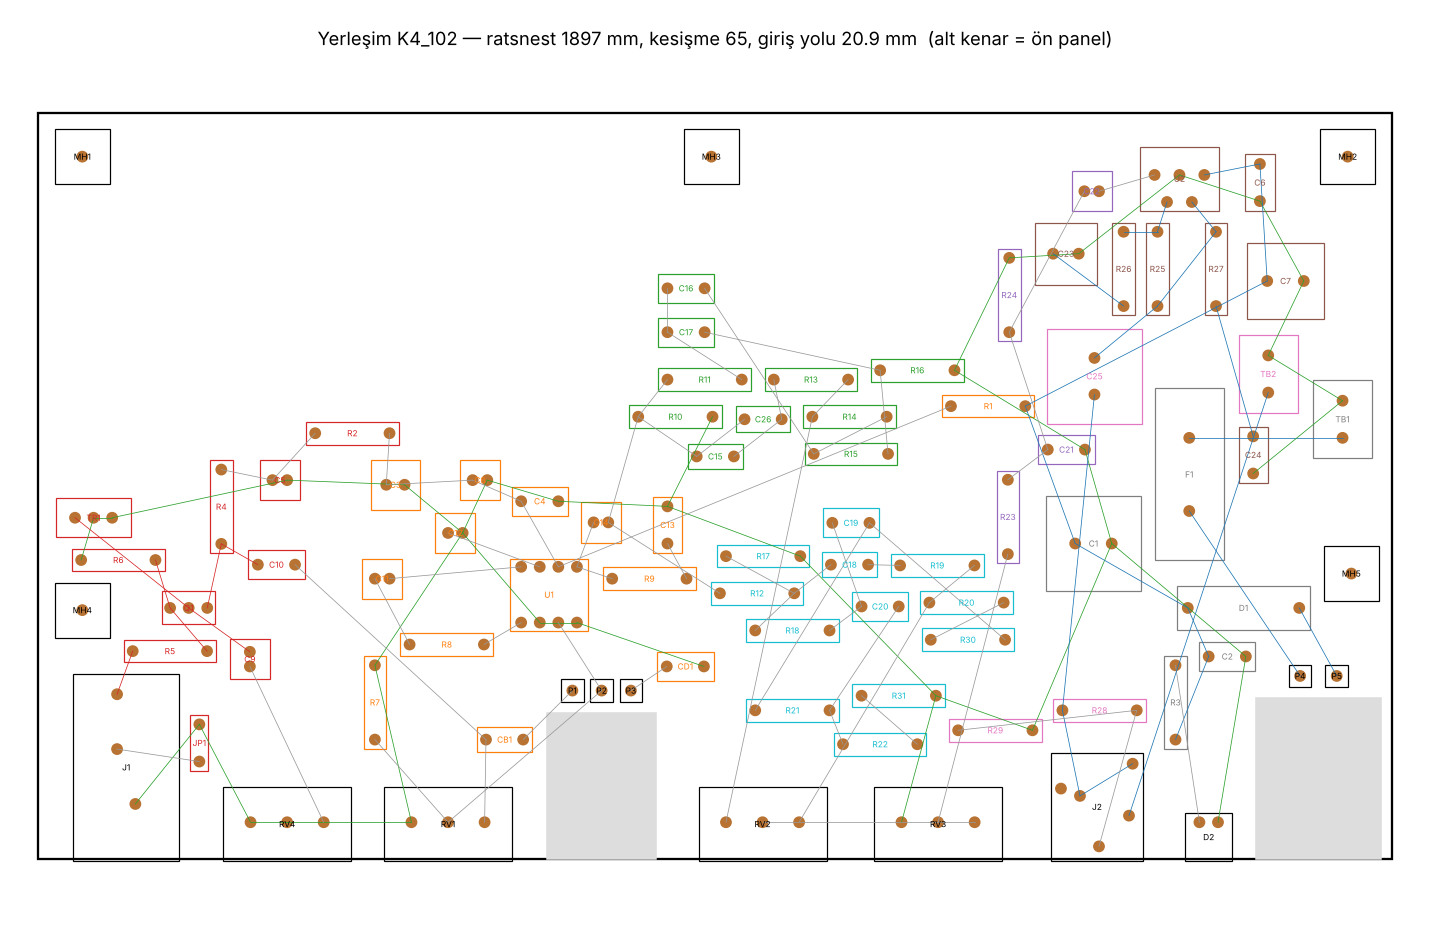 Yerleşim K4_102 — ratsnest 1897 mm, kesişme 65, giriş yolu 20.9 mm (alt kenar = ön panel)
MH1
MH3
MH2
C6
C23
R26
R25
R27
C7
R24
C16
C17
R11
R13
R16
C25
TB2
R10
C26
R14
R1
TB1
R2
C15
R15
C21
C24
R4
F1
C4
C13
R23
C19
C1
R6
C10
R17
C18
R19
MH5
R9
U1
R12
R20
MH4
C20
D1
R18
R30
R8
R5
C2
CD1
P1
P2
P3
P4
P5
R7
R31
R3
R21
R28
R29
JP1
CB1
R22
J1
J2
RV4
RV1
RV2
RV3
D2